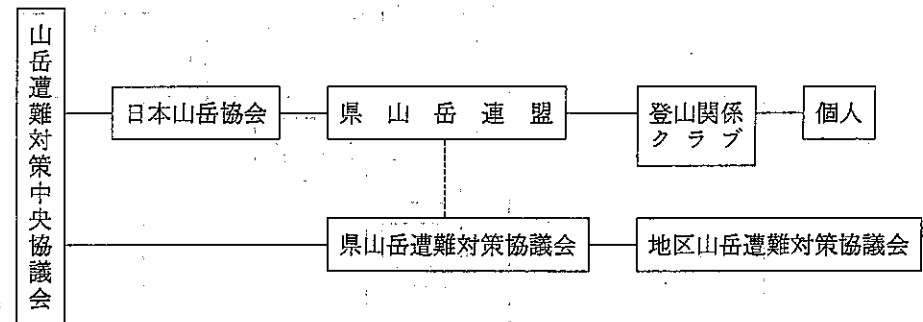 山岳遭難対策中央協議会
日本山岳協会
県山岳連盟
登山関係
クラブ
個人
県山岳遭難対策協議会
地区山岳遭難対策協議会